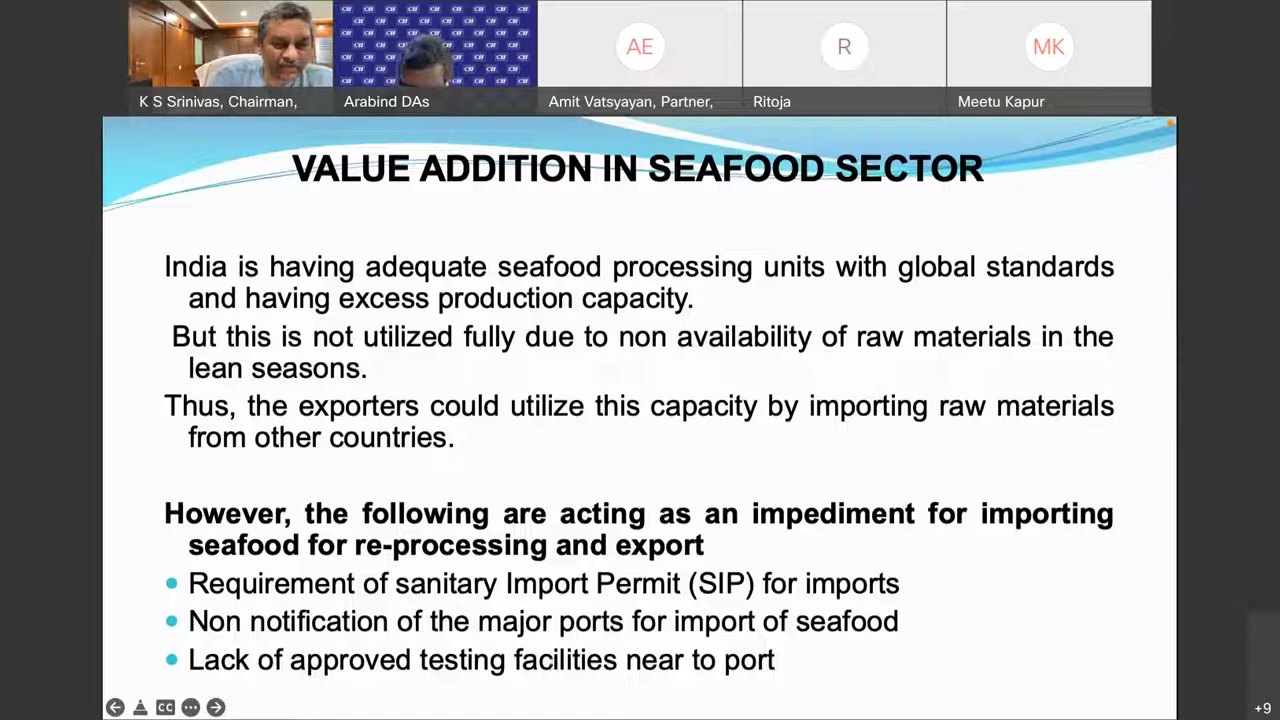 K S Srinivas, Chairman,
Arabind DAs
AE
Amit Vatsyayan, Partner,
R
Ritoja
MK
Meetu Kapur
VALUE ADDITION IN SEAFOOD SECTOR
India is having adequate seafood processing units with global standards
and having excess production capacity.
But this is not utilized fully due to non availability of raw materials in the
lean seasons.
Thus, the exporters could utilize this capacity by importing raw materials
from other countries.
However, the following are acting as an impediment for importing
seafood for re-processing and export
Requirement of sanitary Import Permit (SIP) for imports
Non notification of the major ports for import of seafood
Lack of approved testing facilities near to port
CC
+9